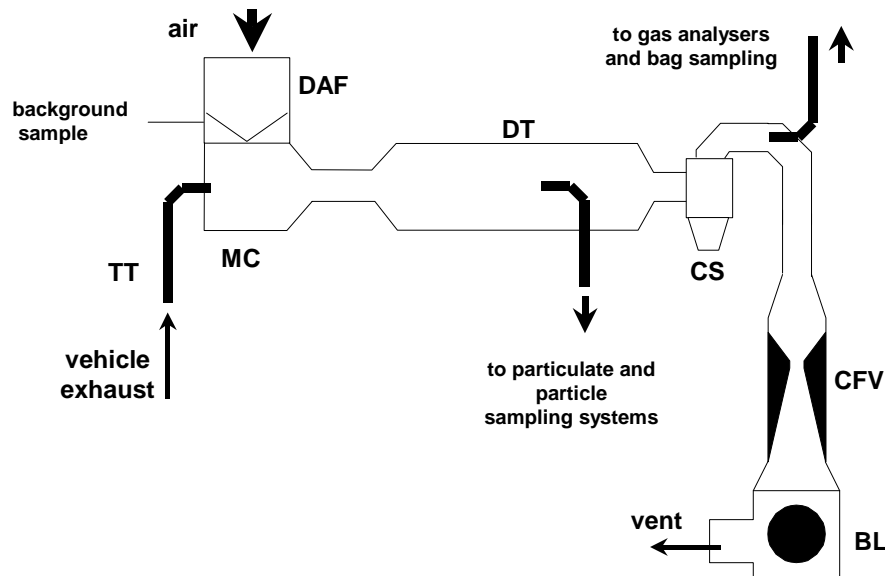 air
to gas analysers
and bag sampling
DAF
background
sample
DT
TT
MC
CS
vehicle
exhaust
to particulate and
particle
sampling systems
CFV
vent
BL